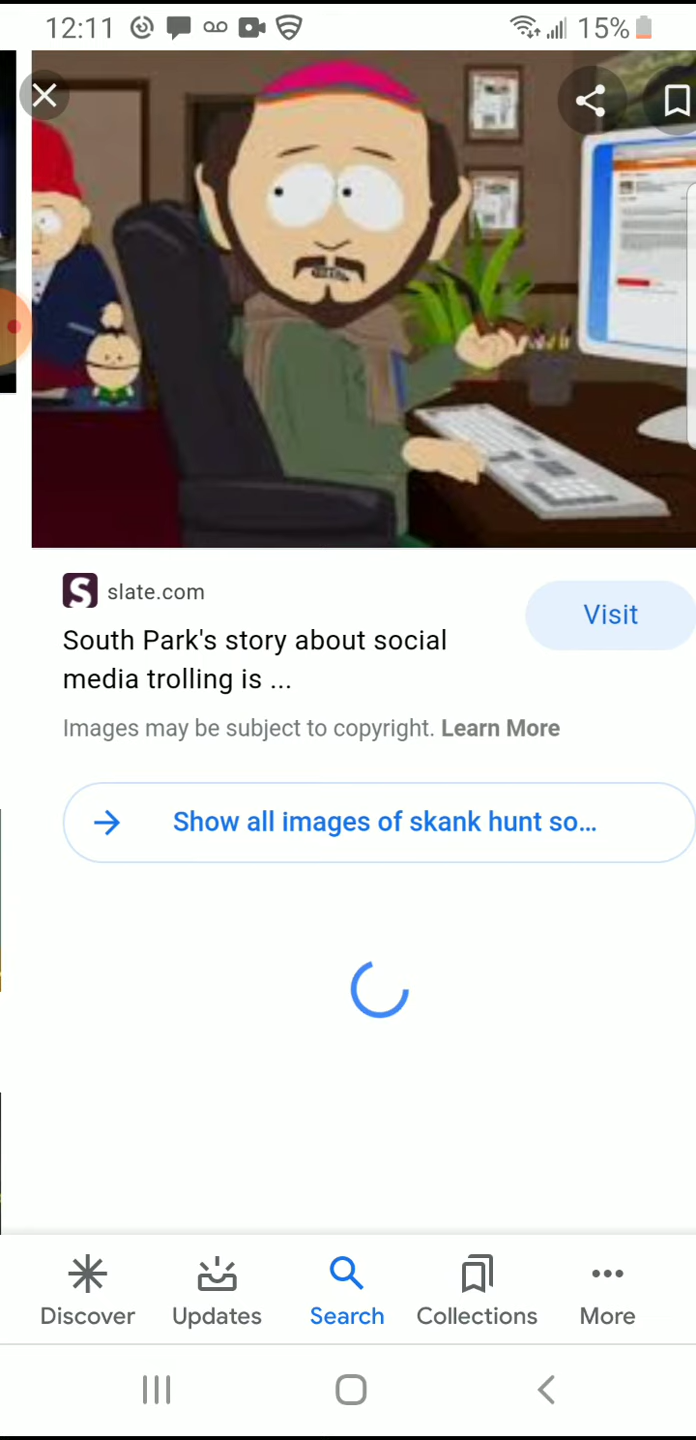 12:11
15%
slate.com
Visit
South Park's story about social
media trolling is ...
Images may be subject to copyright. Learn More
Show all images of skank hunt so...
Discover
Updates
Search
Collections
More